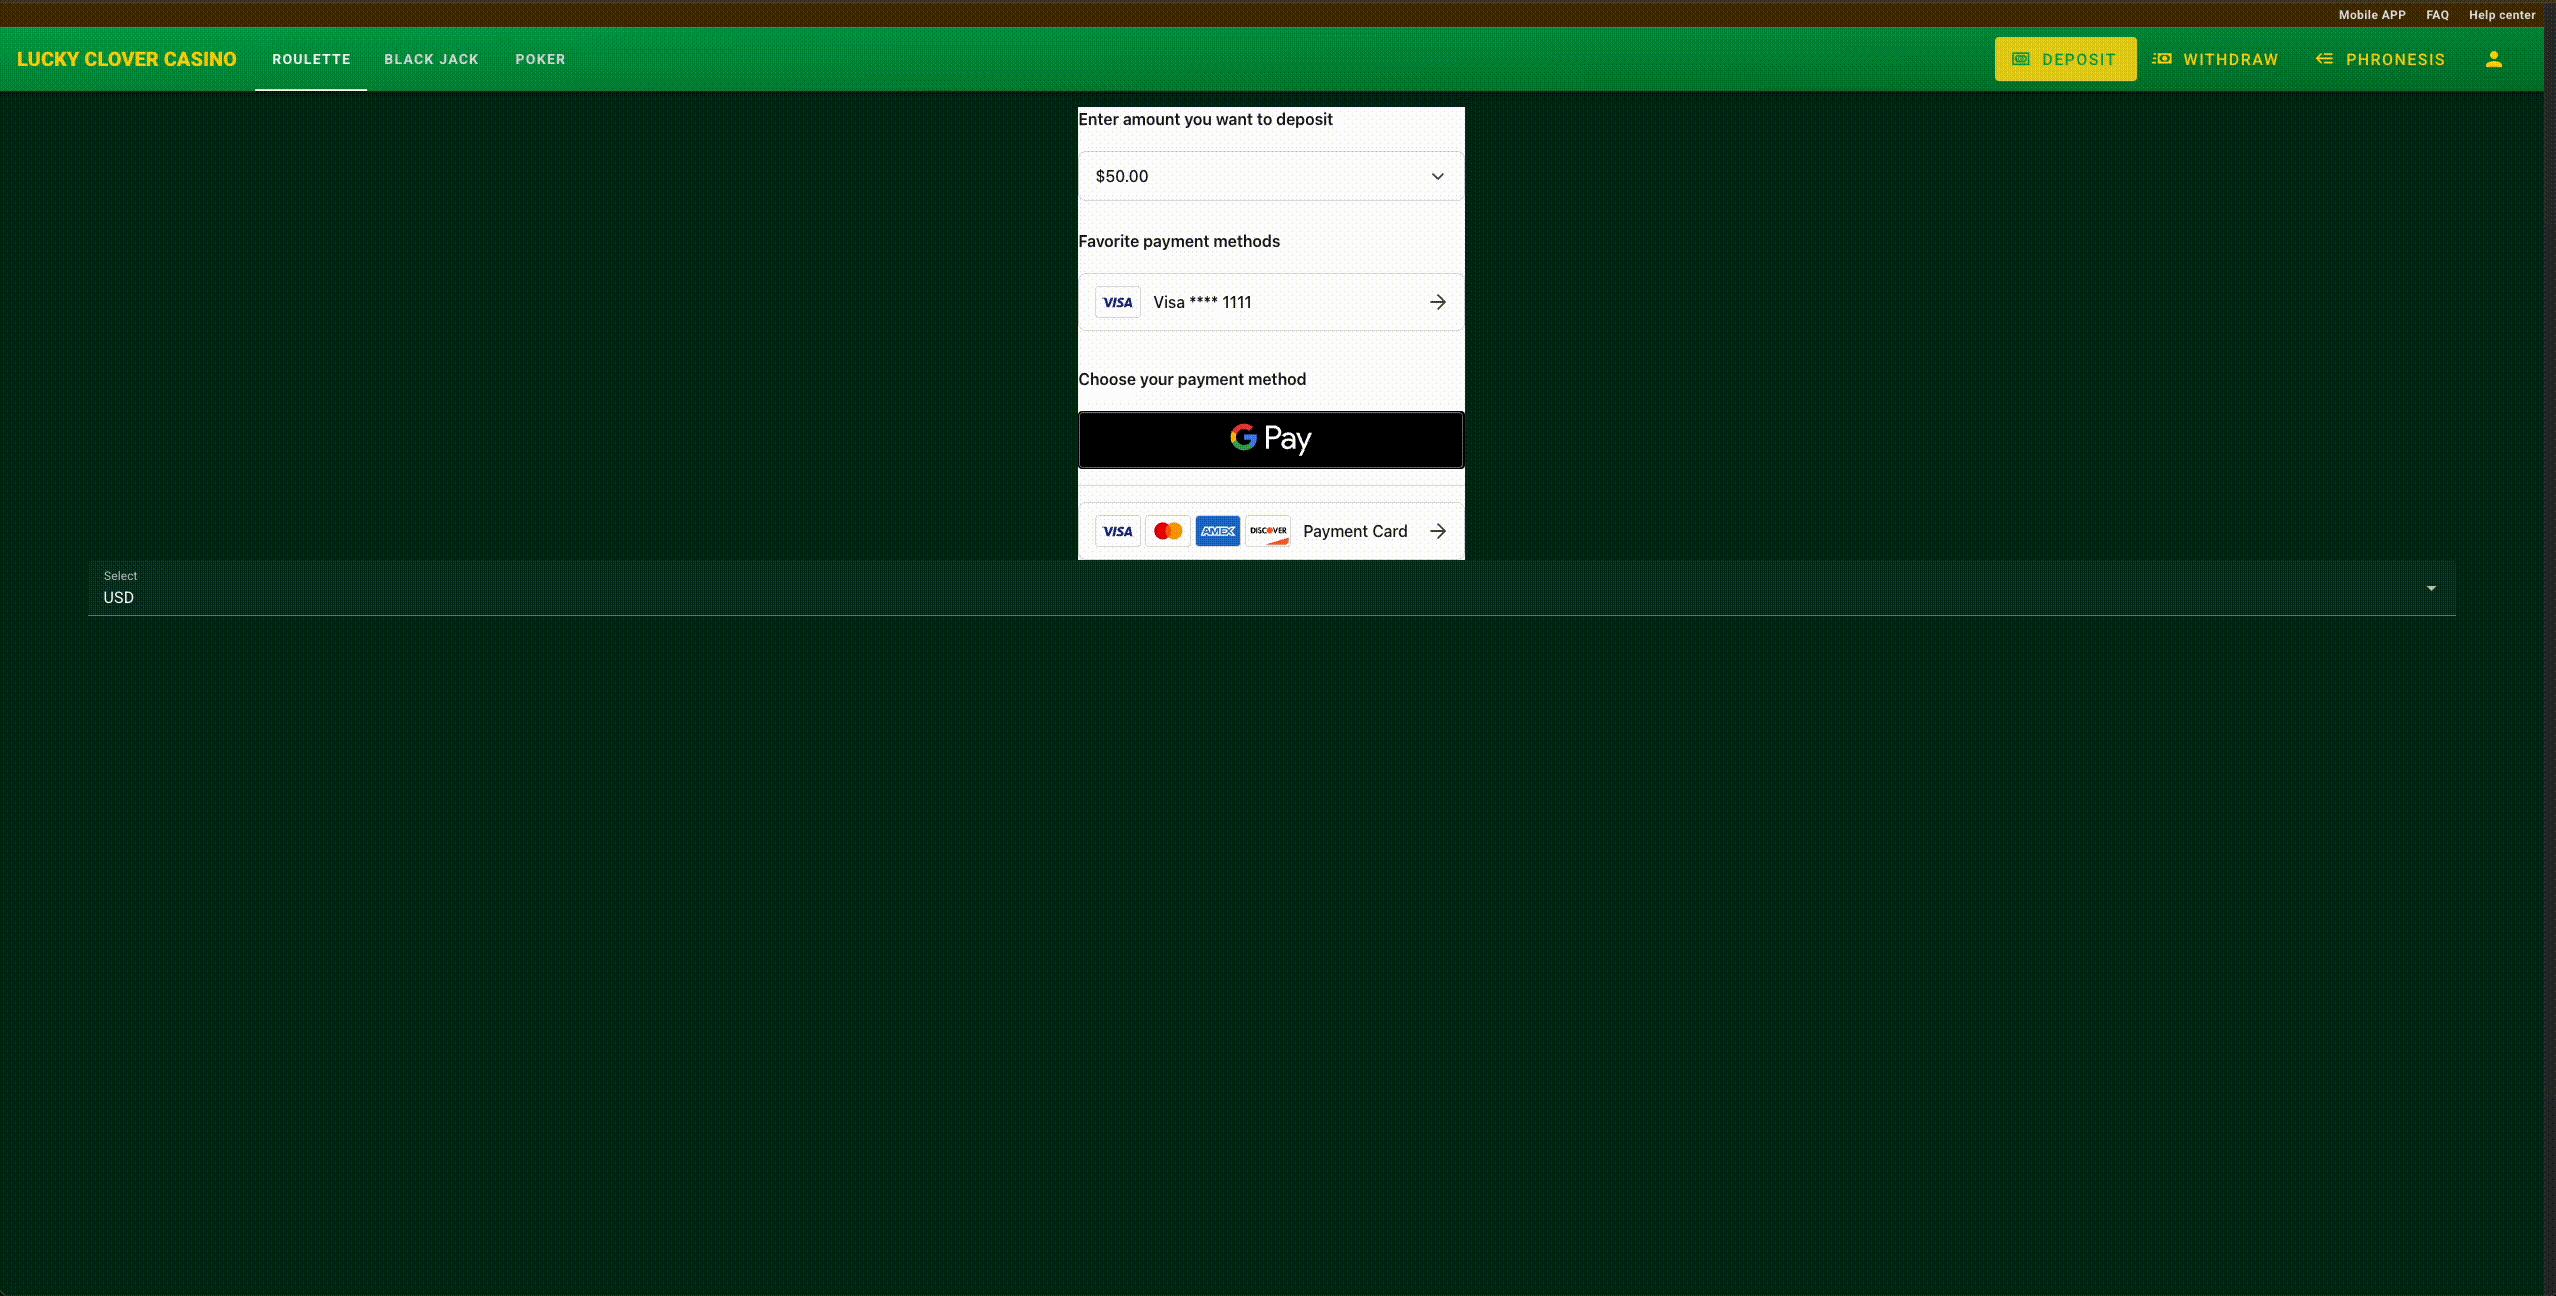 Mobile APP FAQ Help center
LUCKY CLOVER CASINO ROULETTE BLACK JACK POKER DEPOSIT WITHDRAW PHRONESIS
Enter amount you want to deposit
$50.00
Favorite payment methods
VISA Visa **** 1111
Choose your payment method
G Pay
VISA AMEX DISCOVER Payment Card
Select
USD